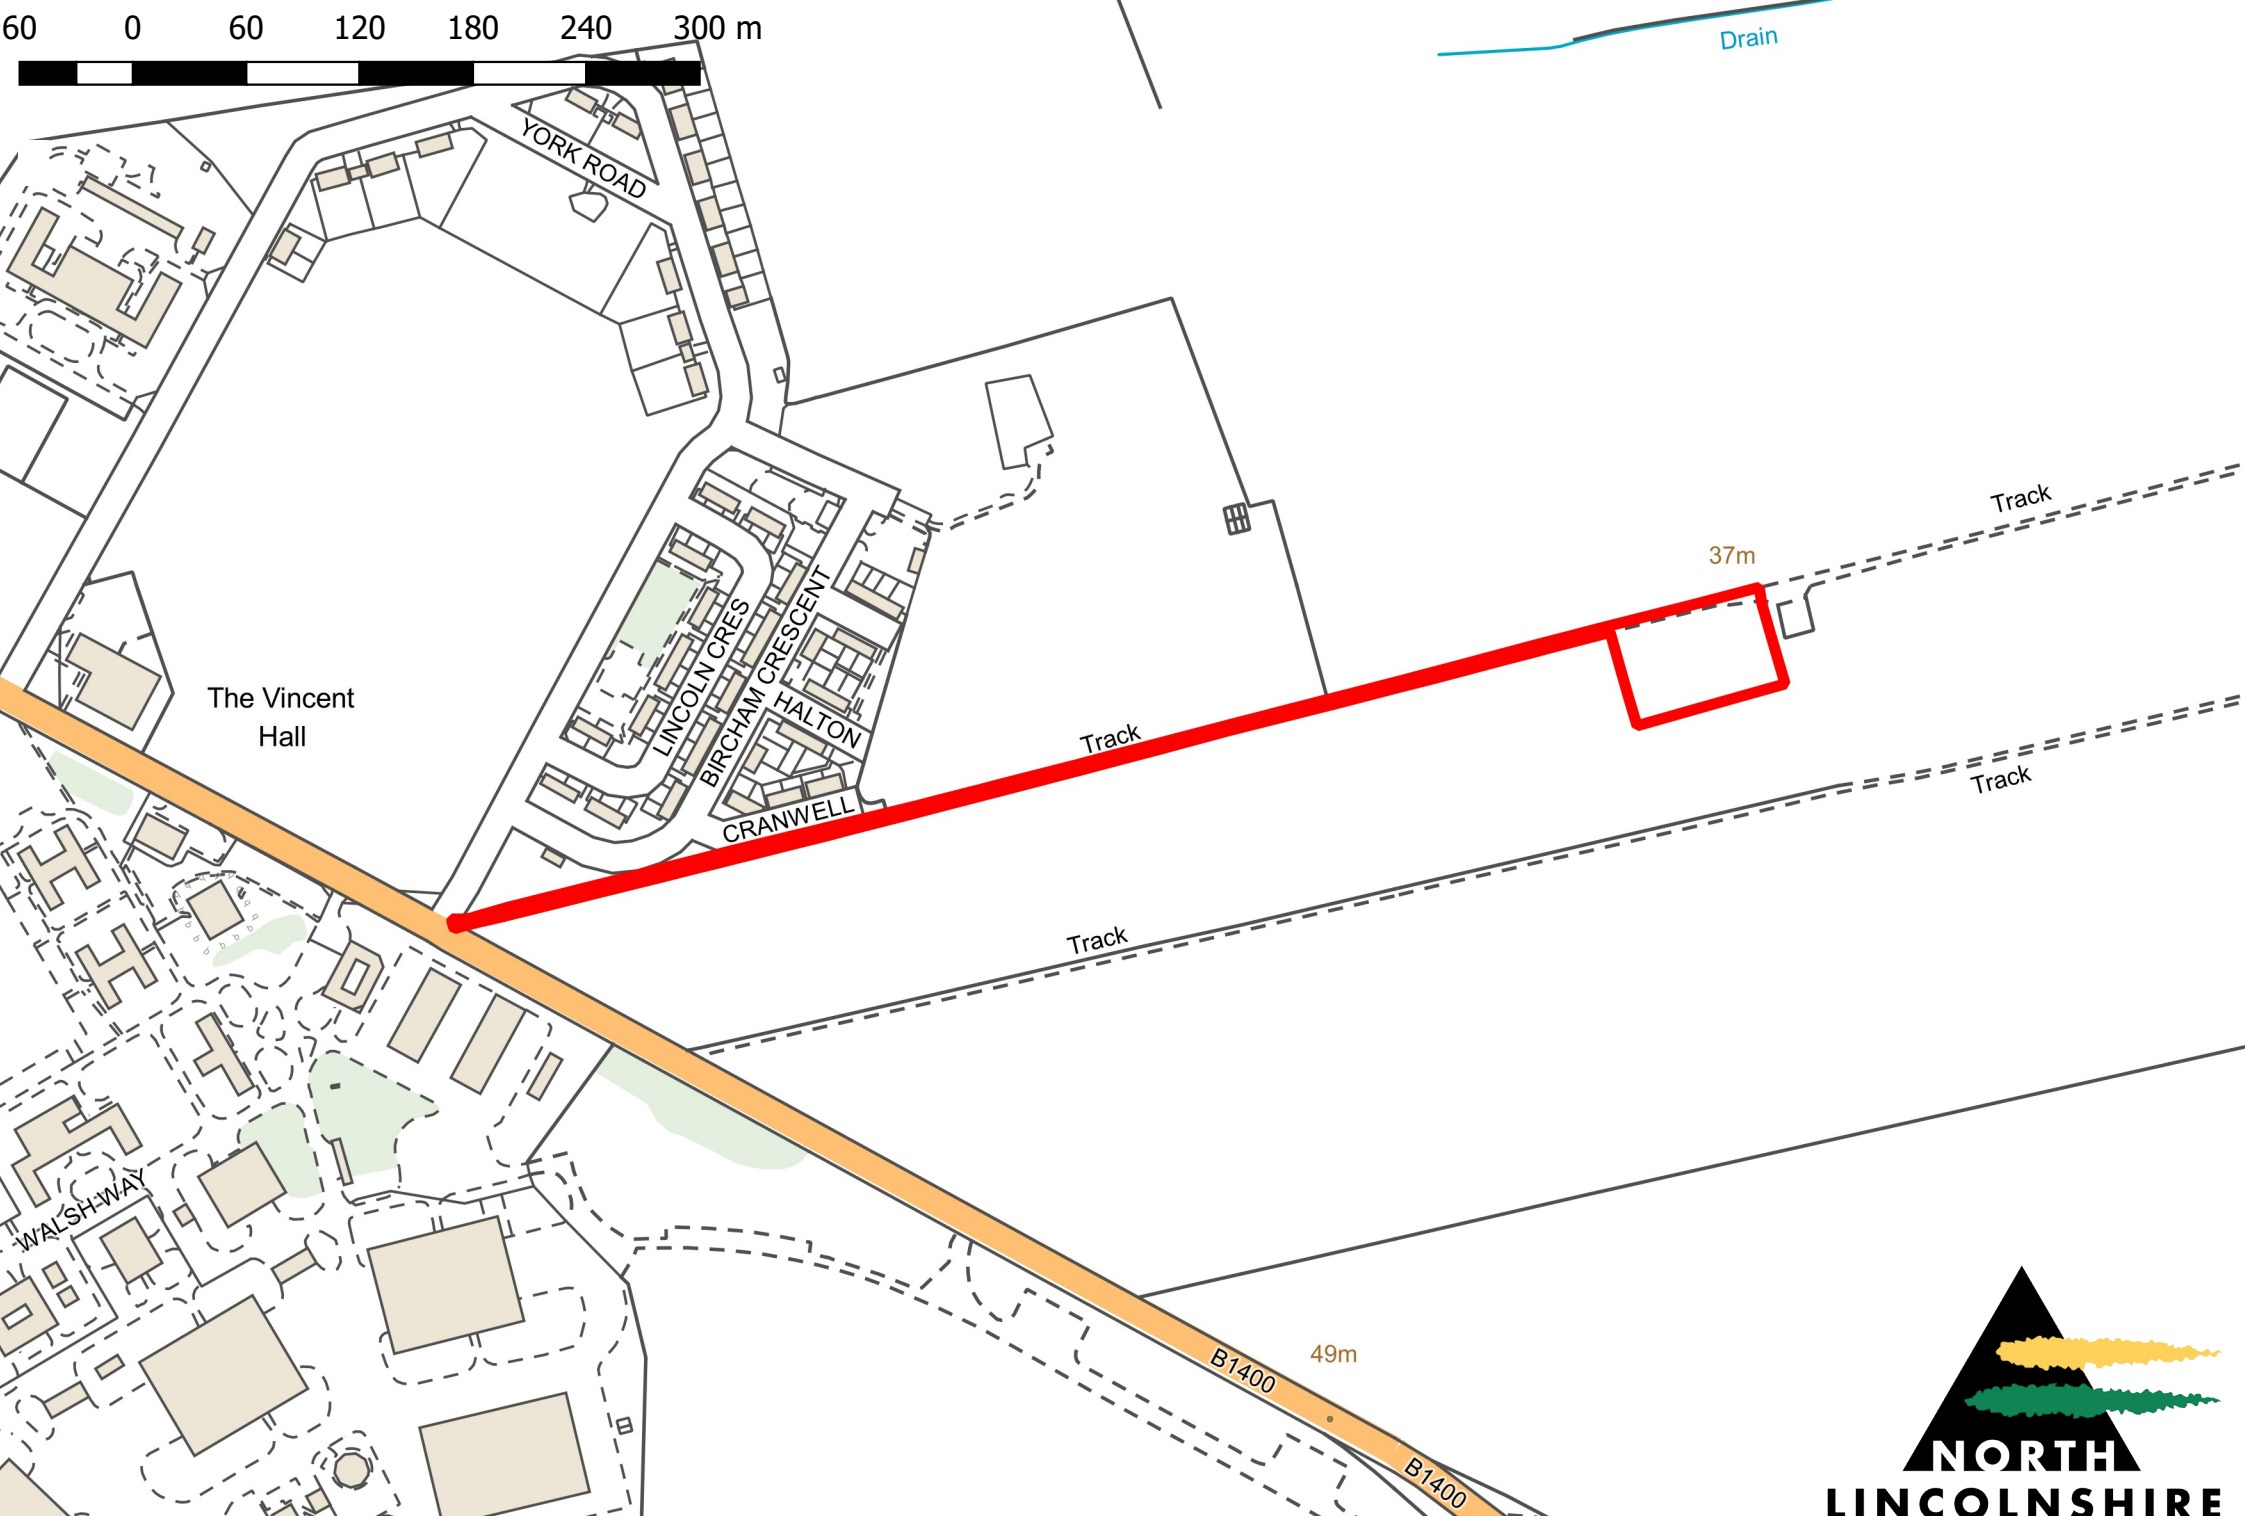 60 0 60 120 180 240 300 m
Drain
YORK ROAD
Track
37m
LINCOLN CRES
BIRCHAM CRESCENT
HALTON
The Vincent
Hall
Track
Track
CRANWELL
Track
WALSH WAY
B1400
49m
B1400
NORTH
LINCOLNSHIRE